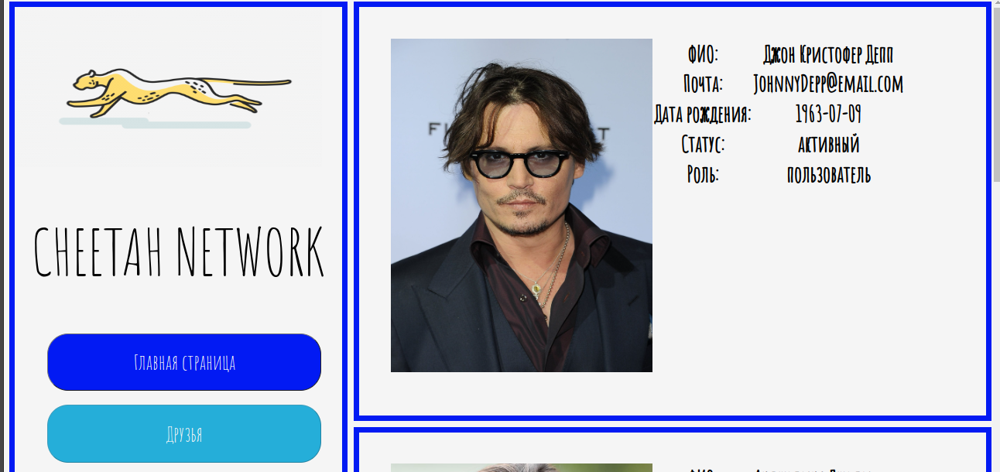 CHEETAH NETWORK
Главная страница
Друзья
ФИО: Джон Кристофер Депп
Почта: JohnnyDepp@email.com
Дата рождения: 1963-07-09
Статус: активный
Роль: пользователь